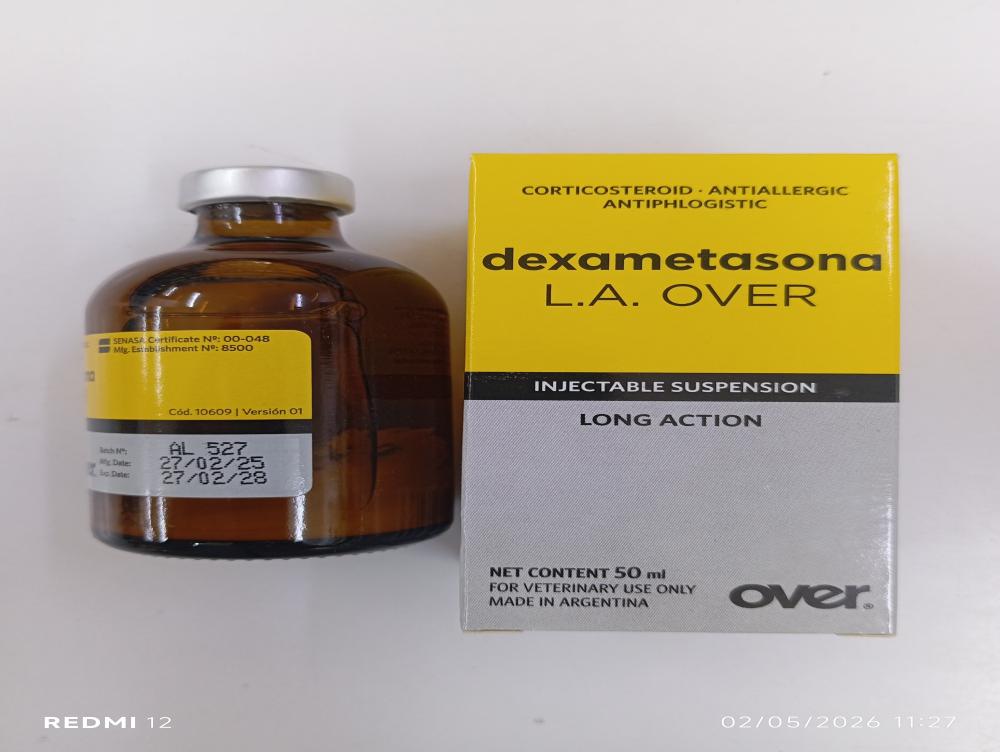 SENASA Certificate Nº: 00-048
Mfg. Establishment Nº: 8500
Cód. 10609 | Versión 01
Batch Nº: AL 527
Mfg. Date: 27/02/25
Exp. Date: 27/02/28
CORTICOSTEROID · ANTIALLERGIC
ANTIPHLOGISTIC
dexametasona
L.A. OVER
INJECTABLE SUSPENSION
LONG ACTION
NET CONTENT 50 ml
FOR VETERINARY USE ONLY
MADE IN ARGENTINA
over®
REDMI 12
02/05/2026 11:27